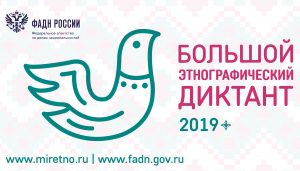 ФАДН РОССИИ
Федеральное агентство
по делам национальностей
БОЛЬШОЙ
ЭТНОГРАФИЧЕСКИЙ
ДИКТАНТ
2019+
www.miretno.ru | www.fadn.gov.ru